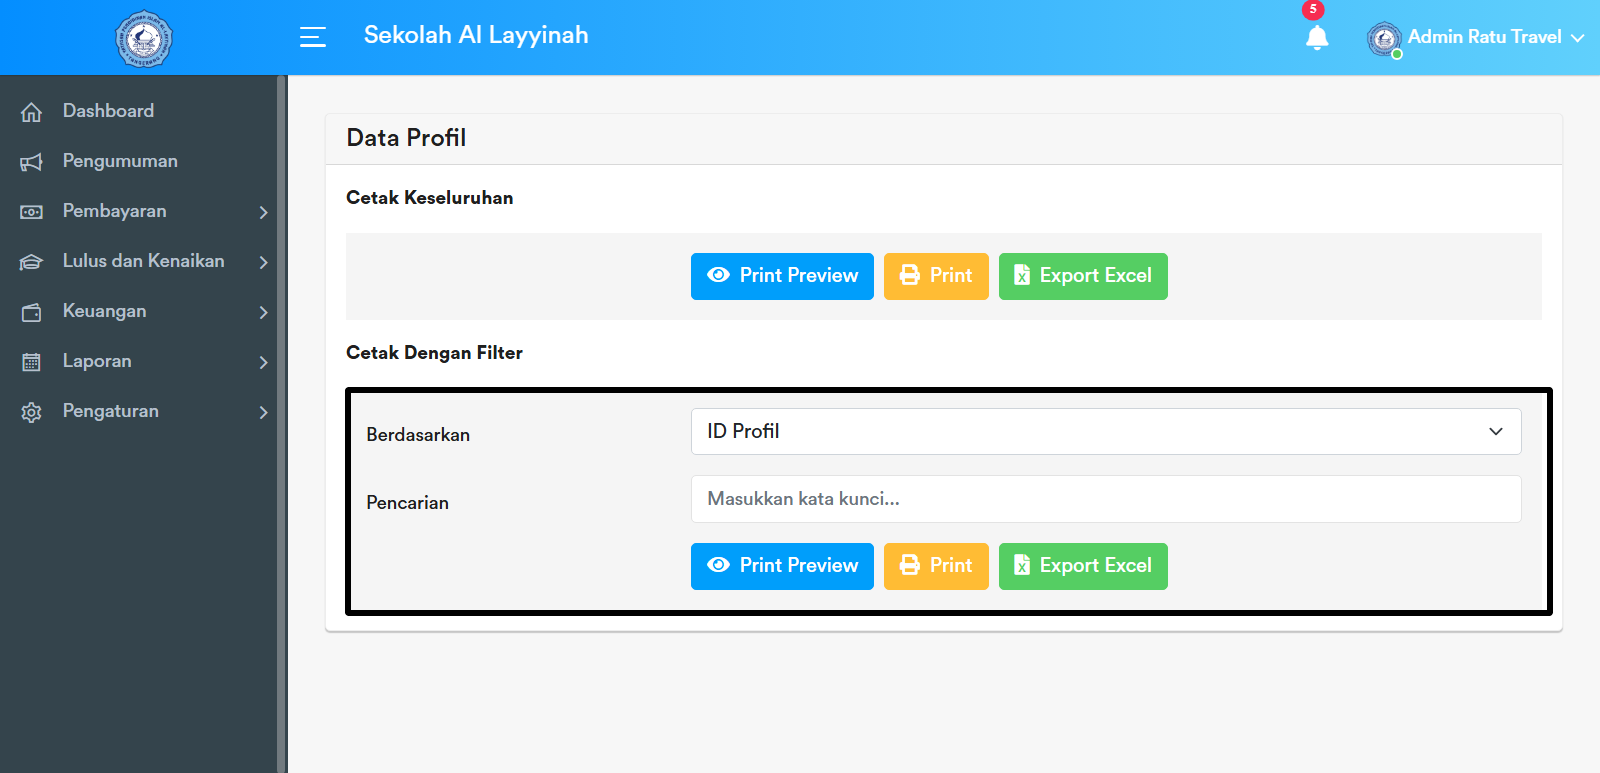 Sekolah Al Layyinah
5
Admin Ratu Travel
Dashboard
Pengumuman
Pembayaran
Lulus dan Kenaikan
Keuangan
Laporan
Pengaturan
Data Profil
Cetak Keseluruhan
Print Preview
Print
Export Excel
Cetak Dengan Filter
Berdasarkan
ID Profil
Pencarian
Masukkan kata kunci...
Print Preview
Print
Export Excel